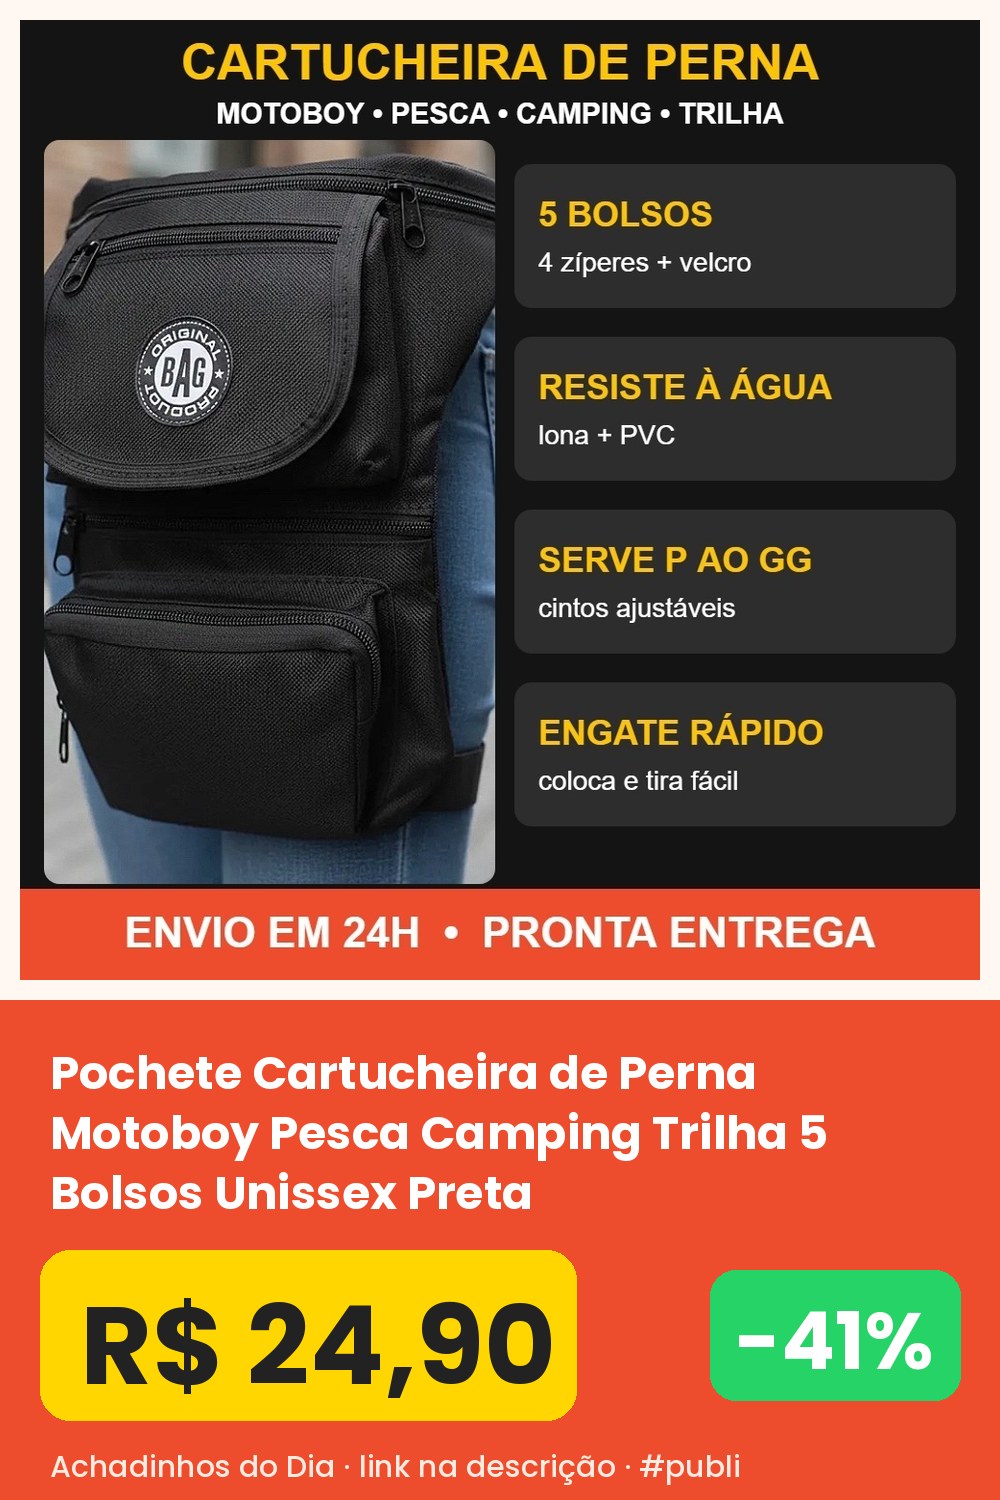 CARTUCHEIRA DE PERNA
MOTOBOY • PESCA • CAMPING • TRILHA
ORIGINAL
BAG
PRODUCT
5 BOLSOS
4 zíperes + velcro
RESISTE À ÁGUA
lona + PVC
SERVE P AO GG
cintos ajustáveis
ENGATE RÁPIDO
coloca e tira fácil
ENVIO EM 24H • PRONTA ENTREGA
Pochete Cartucheira de Perna
Motoboy Pesca Camping Trilha 5
Bolsos Unissex Preta
R$ 24,90
-41%
Achadinhos do Dia · link na descrição · #publi